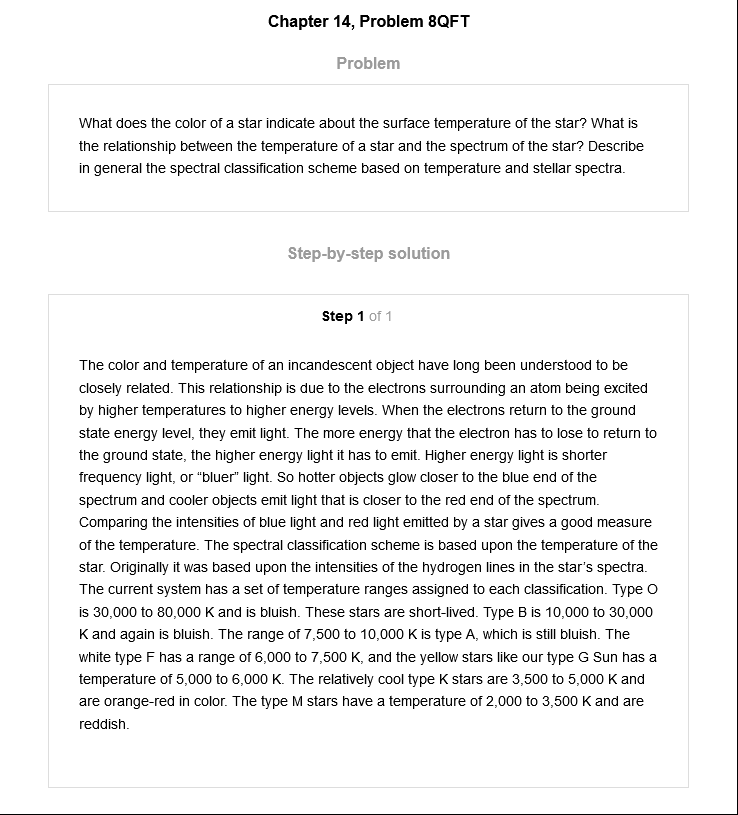 Chapter 14, Problem 8QFT
Problem
What does the color of a star indicate about the surface temperature of the star? What is
the relationship between the temperature of a star and the spectrum of the star? Describe
in general the spectral classification scheme based on temperature and stellar spectra.
Step-by-step solution
Step 1 of 1
The color and temperature of an incandescent object have long been understood to be
closely related. This relationship is due to the electrons surrounding an atom being excited
by higher temperatures to higher energy levels. When the electrons return to the ground
state energy level, they emit light. The more energy that the electron has to lose to return to
the ground state, the higher energy light it has to emit. Higher energy light is shorter
frequency light, or “bluer” light. So hotter objects glow closer to the blue end of the
spectrum and cooler objects emit light that is closer to the red end of the spectrum.
Comparing the intensities of blue light and red light emitted by a star gives a good measure
of the temperature. The spectral classification scheme is based upon the temperature of the
star. Originally it was based upon the intensities of the hydrogen lines in the star’s spectra.
The current system has a set of temperature ranges assigned to each classification. Type O
is 30,000 to 80,000 K and is bluish. These stars are short-lived. Type B is 10,000 to 30,000
K and again is bluish. The range of 7,500 to 10,000 K is type A, which is still bluish. The
white type F has a range of 6,000 to 7,500 K, and the yellow stars like our type G Sun has a
temperature of 5,000 to 6,000 K. The relatively cool type K stars are 3,500 to 5,000 K and
are orange-red in color. The type M stars have a temperature of 2,000 to 3,500 K and are
reddish.